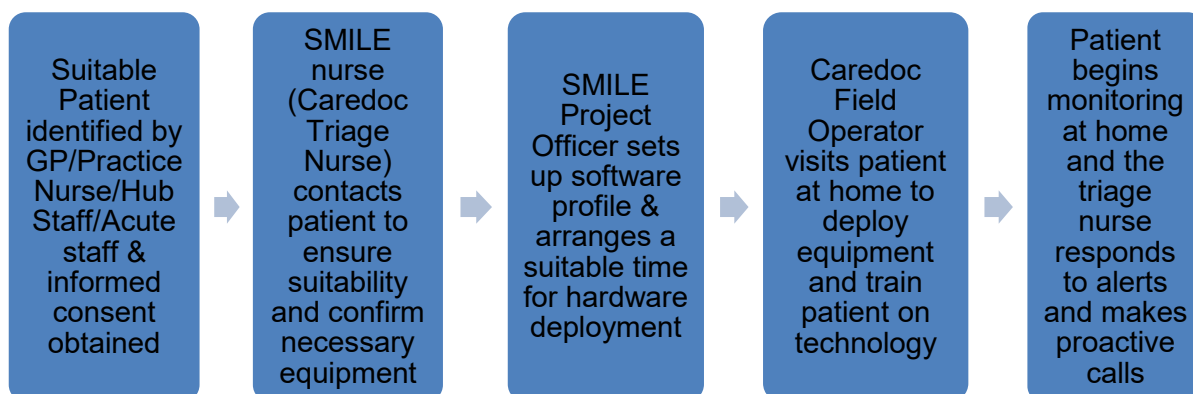 Suitable
Patient
identified by
GP/Practice
Nurse/Hub
Staff/Acute
staff &
informed
consent
obtained
SMILE
nurse
(Caredoc
Triage
Nurse)
contacts
patient to
ensure
suitability
and confirm
necessary
equipment
SMILE
Project
Officer sets
up software
profile &
arranges a
suitable time
for hardware
deployment
Caredoc
Field
Operator
visits patient
at home to
deploy
equipment
and train
patient on
technology
Patient
begins
monitoring
at home
and the
triage
nurse
responds
to alerts
and makes
proactive
calls